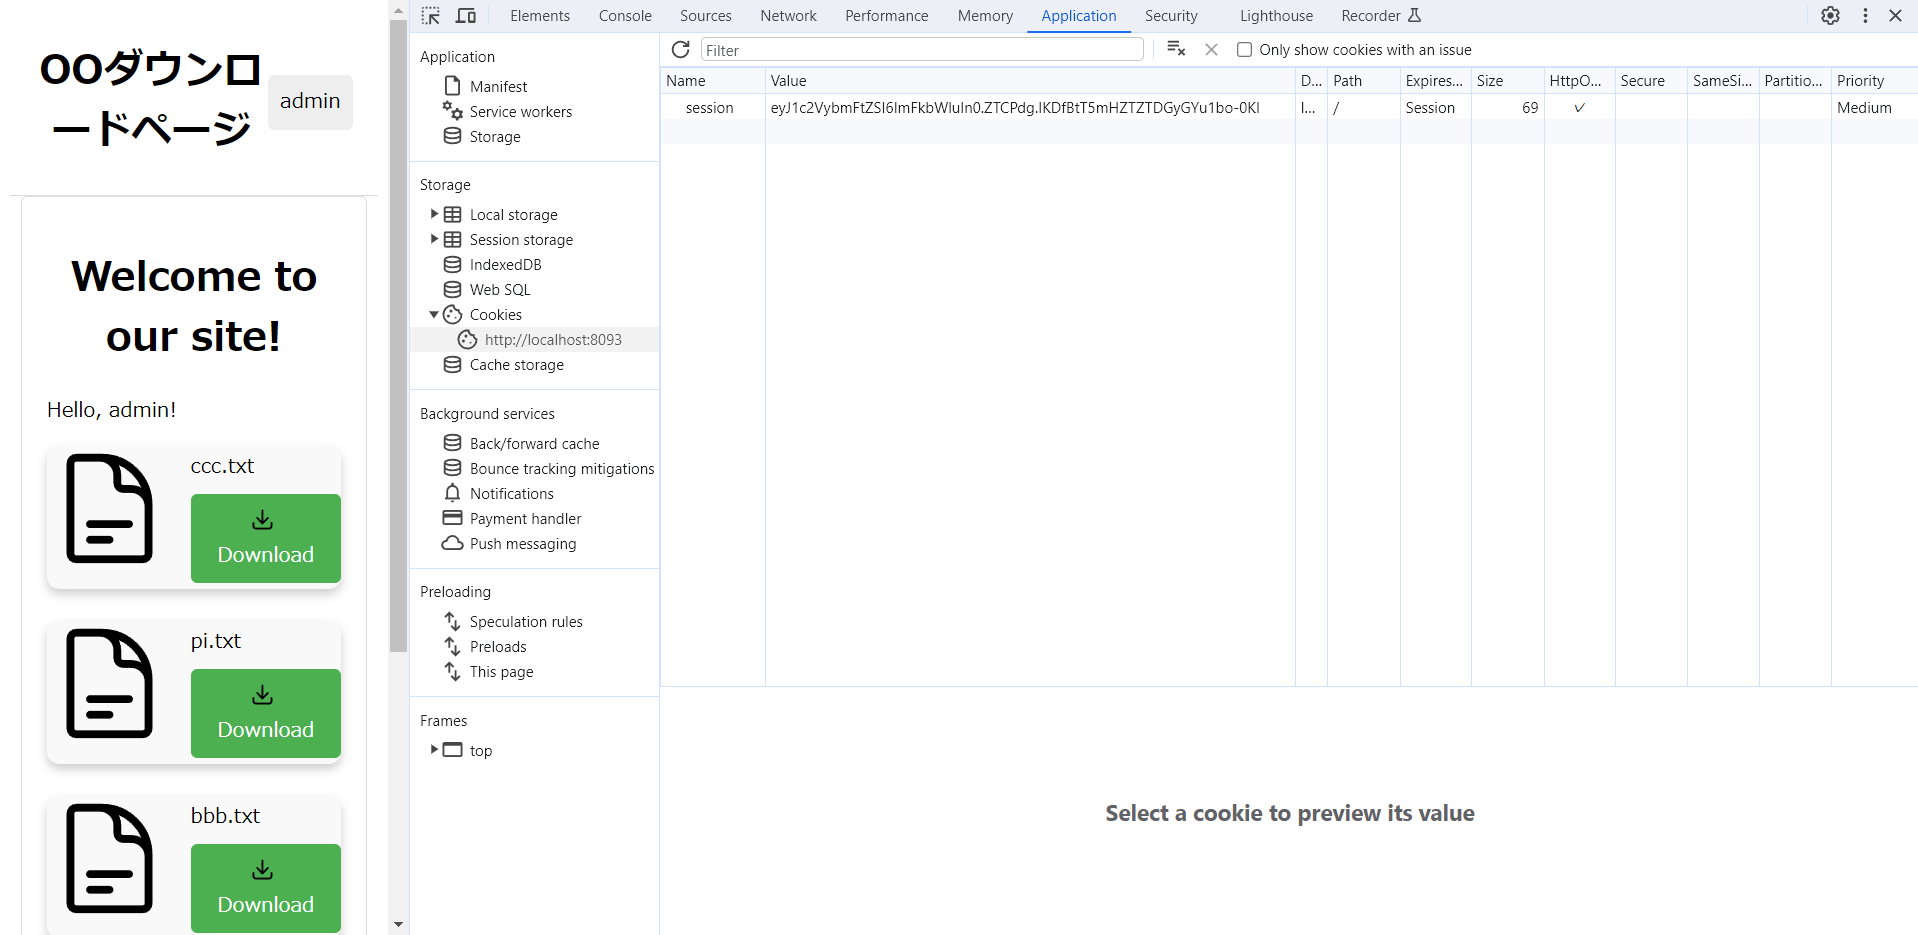 OOダウンロ
ードページ
admin
Welcome to
our site!
Hello, admin!
ccc.txt
Download
pi.txt
Download
bbb.txt
Download
Elements Console Sources Network Performance Memory Application Security Lighthouse Recorder
Application
Manifest
Service workers
Storage
Storage
Local storage
Session storage
IndexedDB
Web SQL
Cookies
http://localhost:8093
Cache storage
Background services
Back/forward cache
Bounce tracking mitigations
Notifications
Payment handler
Push messaging
Preloading
Speculation rules
Preloads
This page
Frames
top
Filter
Only show cookies with an issue
Name Value D... Path Expires... Size HttpO... Secure SameSi... Partitio... Priority
session / Session 69 ✓ Medium
Select a cookie to preview its value